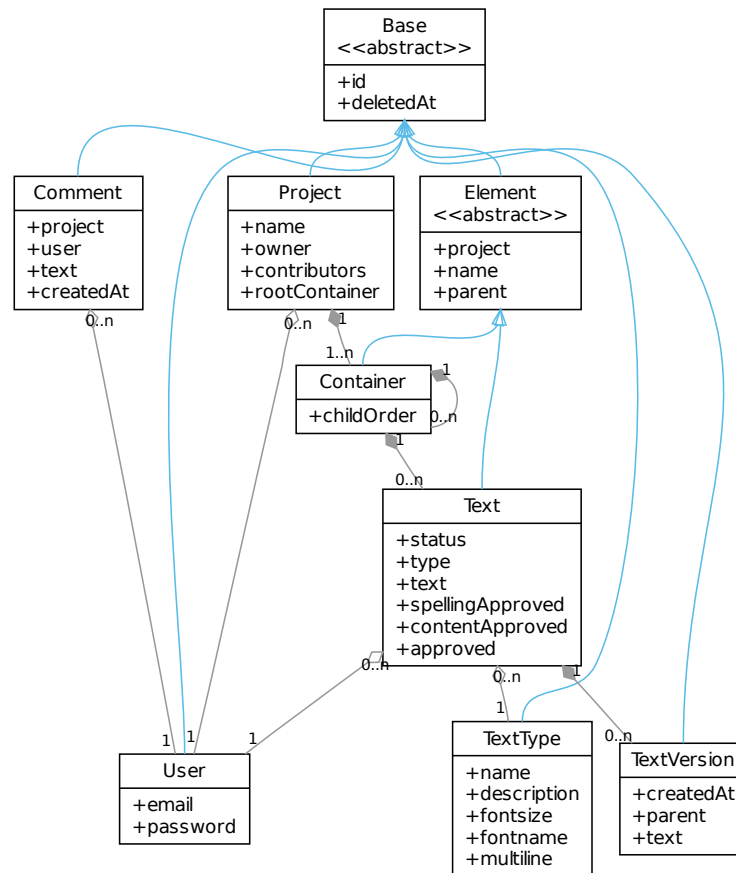 Base
<<abstract>>
+id
+deletedAt
Comment
+project
+user
+text
+createdAt
Project
+name
+owner
+contributors
+rootContainer
Element
<<abstract>>
+project
+name
+parent
0..n
0..n
1
1..n
Container
+childOrder
1
0..n
1
0..n
Text
+status
+type
+text
+spellingApproved
+contentApproved
+approved
0..n
0..n
1
1
1
1
1
0..n
User
+email
+password
TextType
+name
+description
+fontsize
+fontname
+multiline
TextVersion
+createdAt
+parent
+text